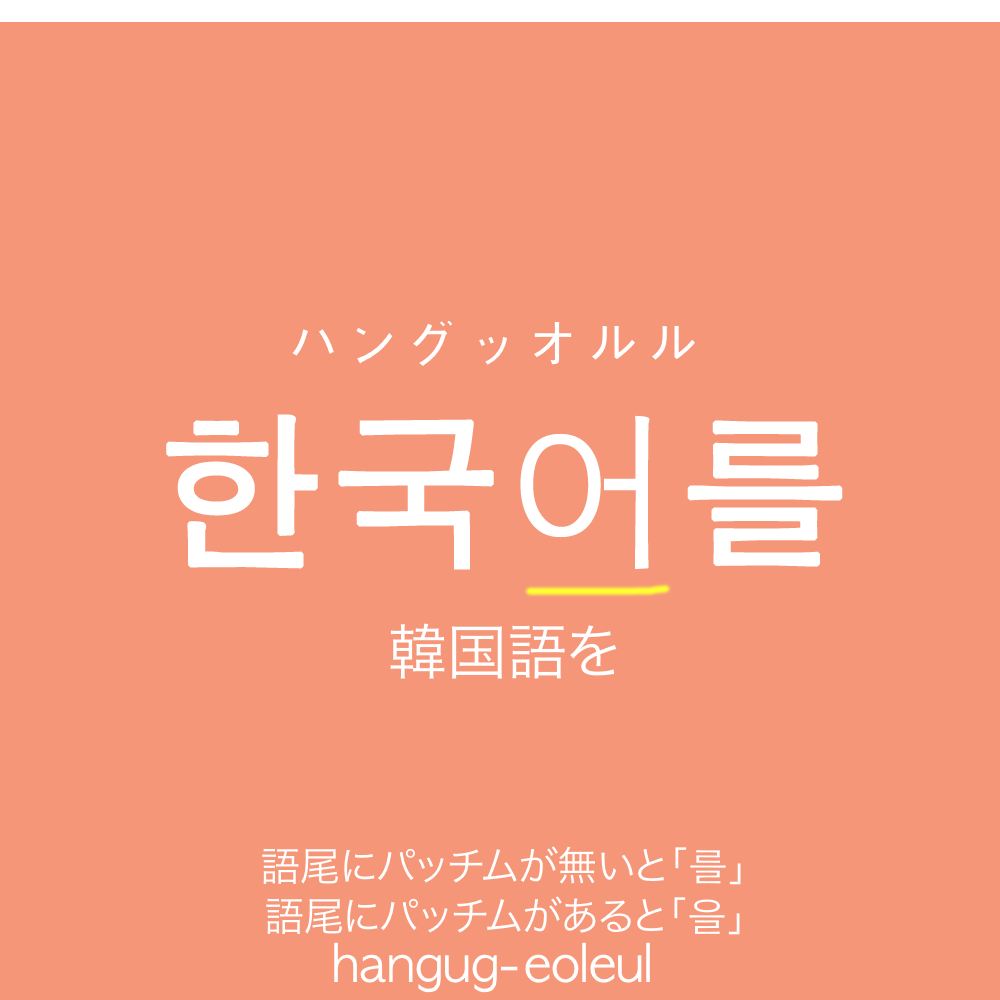 ハングッオルル
한국어를
韓国語を
語尾にパッチムが無いと「를」
語尾にパッチムがあると「을」
hangug-eoleul